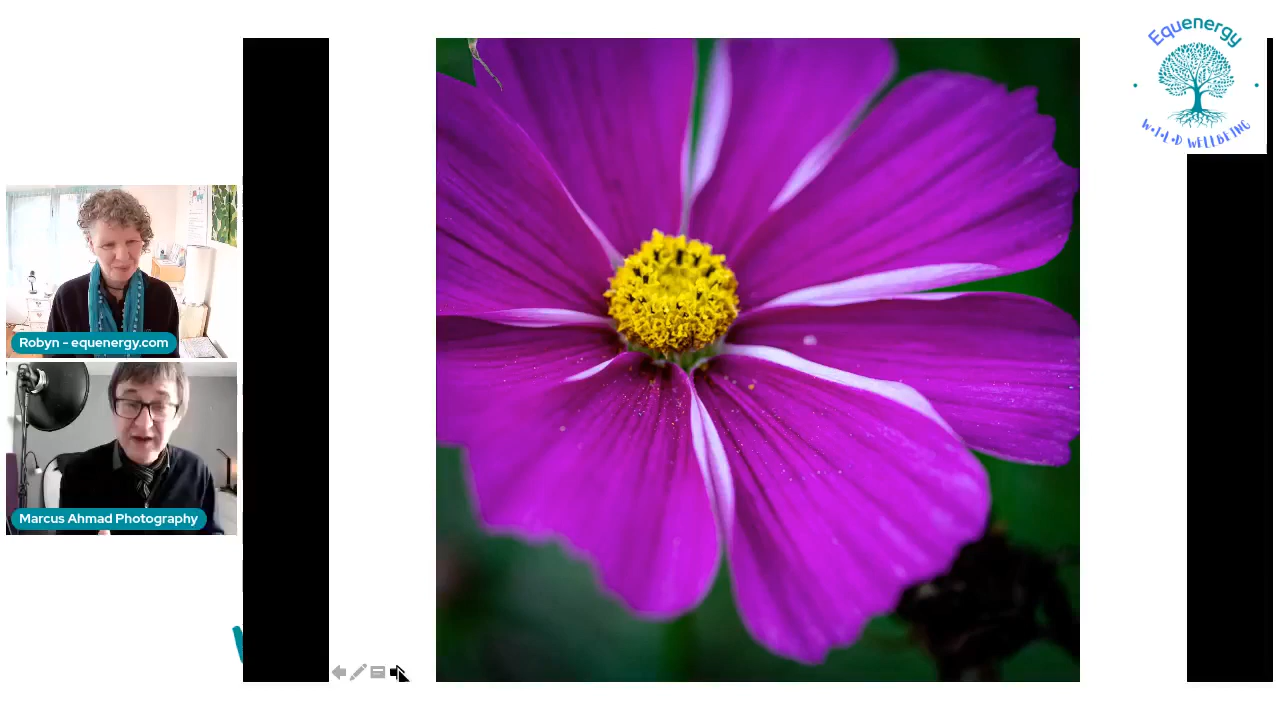 Equenergy
W·I·L·D WELLBEING
Robyn - equenergy.com
Marcus Ahmad Photography